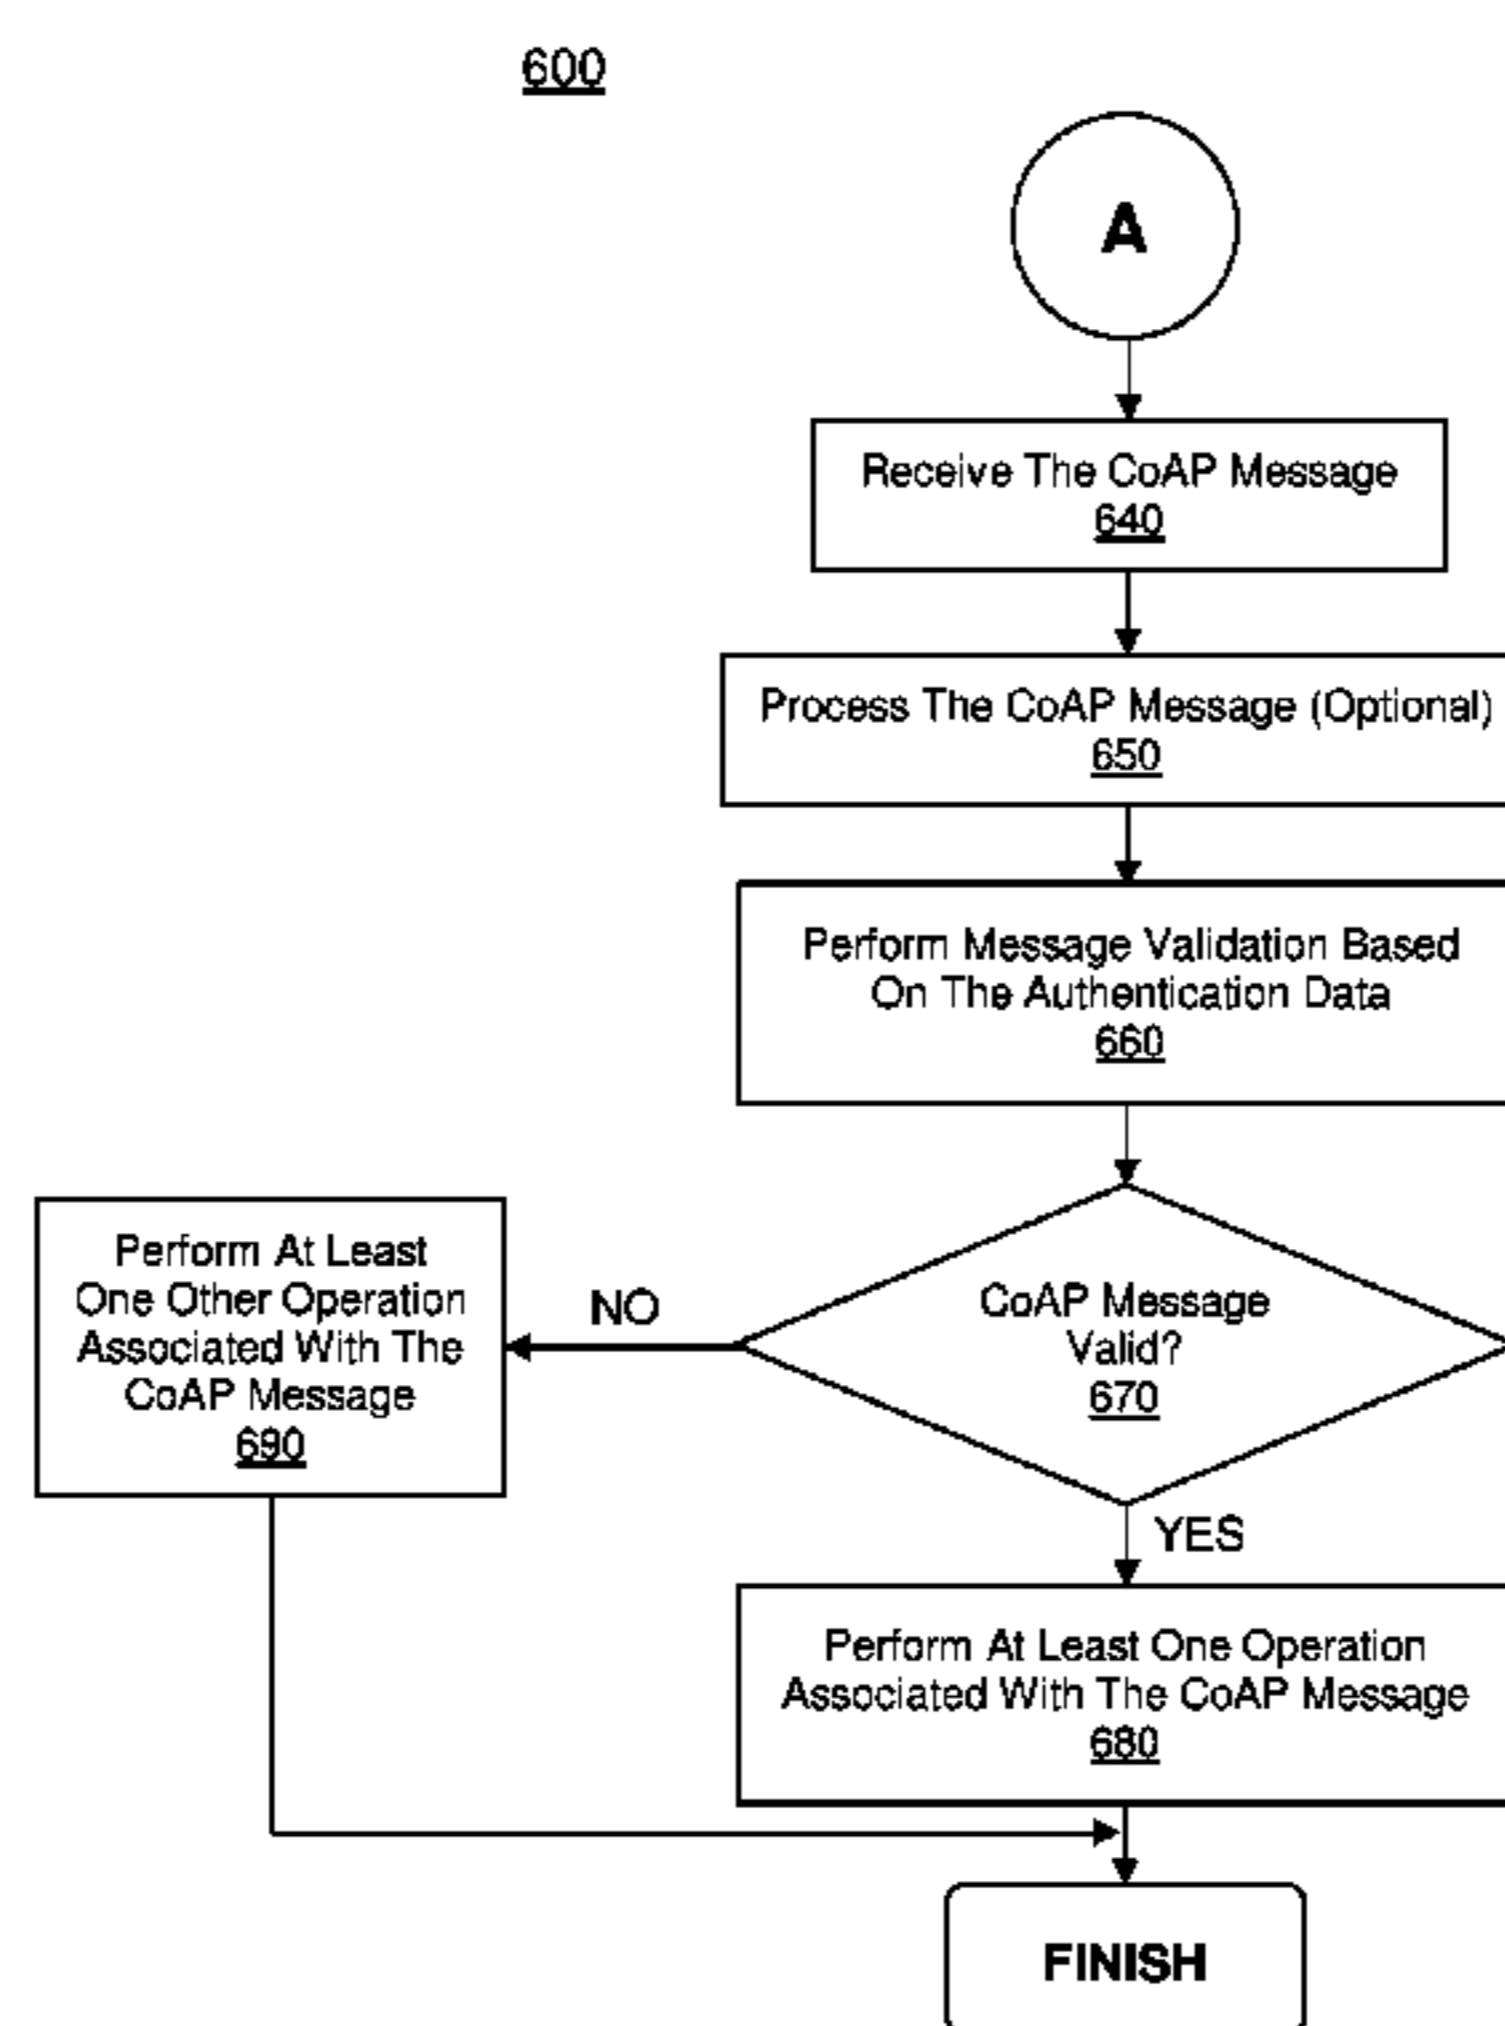 600
A
Receive The CoAP Message
640
Process The CoAP Message (Optional)
650
Perform Message Validation Based
On The Authentication Data
660
CoAP Message
Valid?
670
NO
Perform At Least
One Other Operation
Associated With The
CoAP Message
690
YES
Perform At Least One Operation
Associated With The CoAP Message
680
FINISH